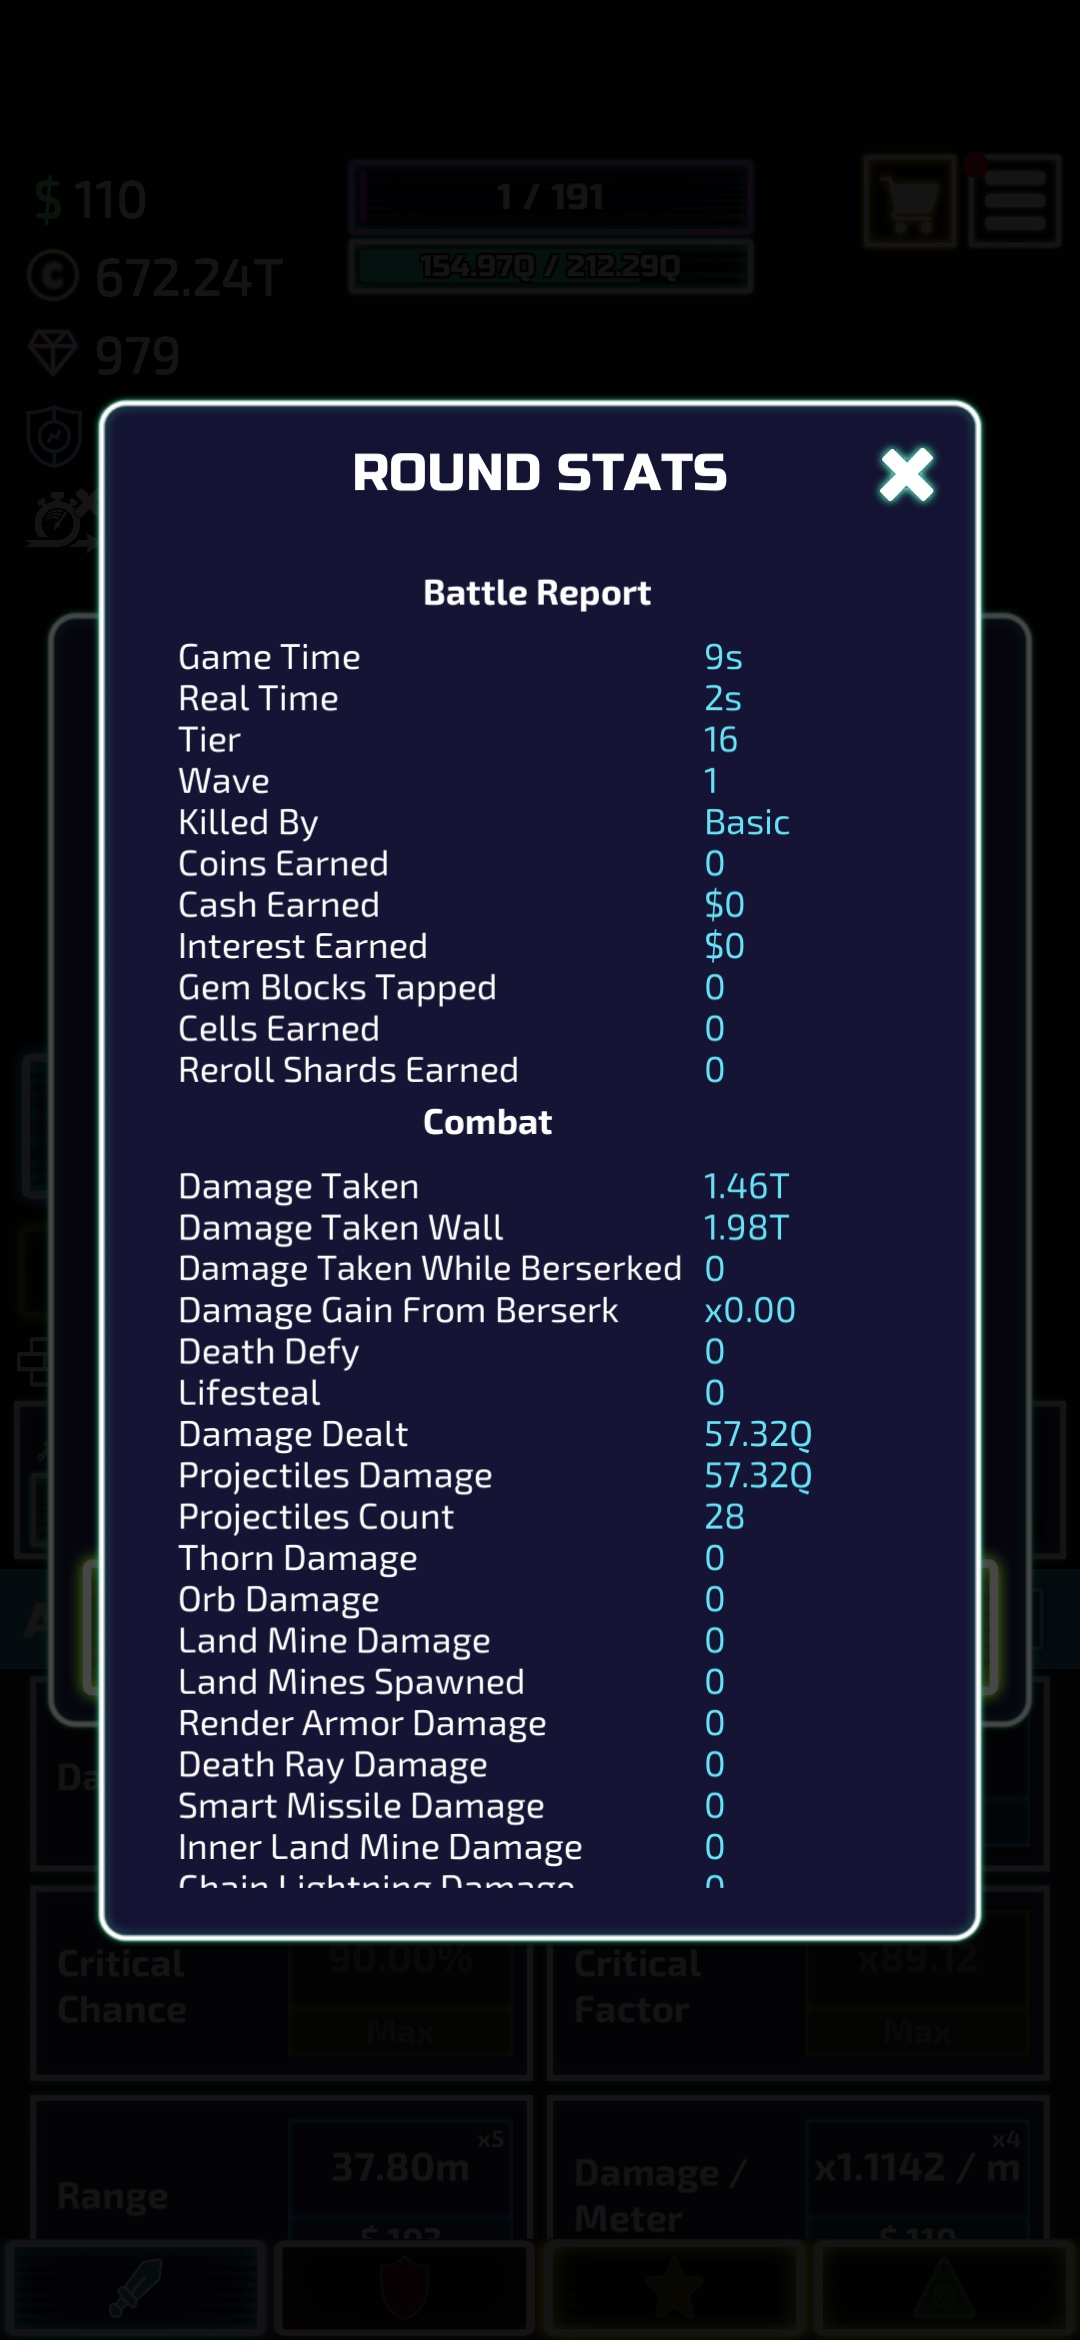 $ 110
1 / 191
672.24T
154.97Q / 212.29Q
979
ROUND STATS
Battle Report
Game Time 9s
Real Time 2s
Tier 16
Wave 1
Killed By Basic
Coins Earned 0
Cash Earned $0
Interest Earned $0
Gem Blocks Tapped 0
Cells Earned 0
Reroll Shards Earned 0
Combat
Damage Taken 1.46T
Damage Taken Wall 1.98T
Damage Taken While Berserked 0
Damage Gain From Berserk x0.00
Death Defy 0
Lifesteal 0
Damage Dealt 57.32Q
Projectiles Damage 57.32Q
Projectiles Count 28
Thorn Damage 0
Orb Damage 0
Land Mine Damage 0
Land Mines Spawned 0
Render Armor Damage 0
Death Ray Damage 0
Smart Missile Damage 0
Inner Land Mine Damage 0
Chain Lightning Damage 0
Critical Chance 90.00% Max
Critical Factor x89.12 Max
Range 37.80m x5
Damage / Meter x1.1142 / m x4